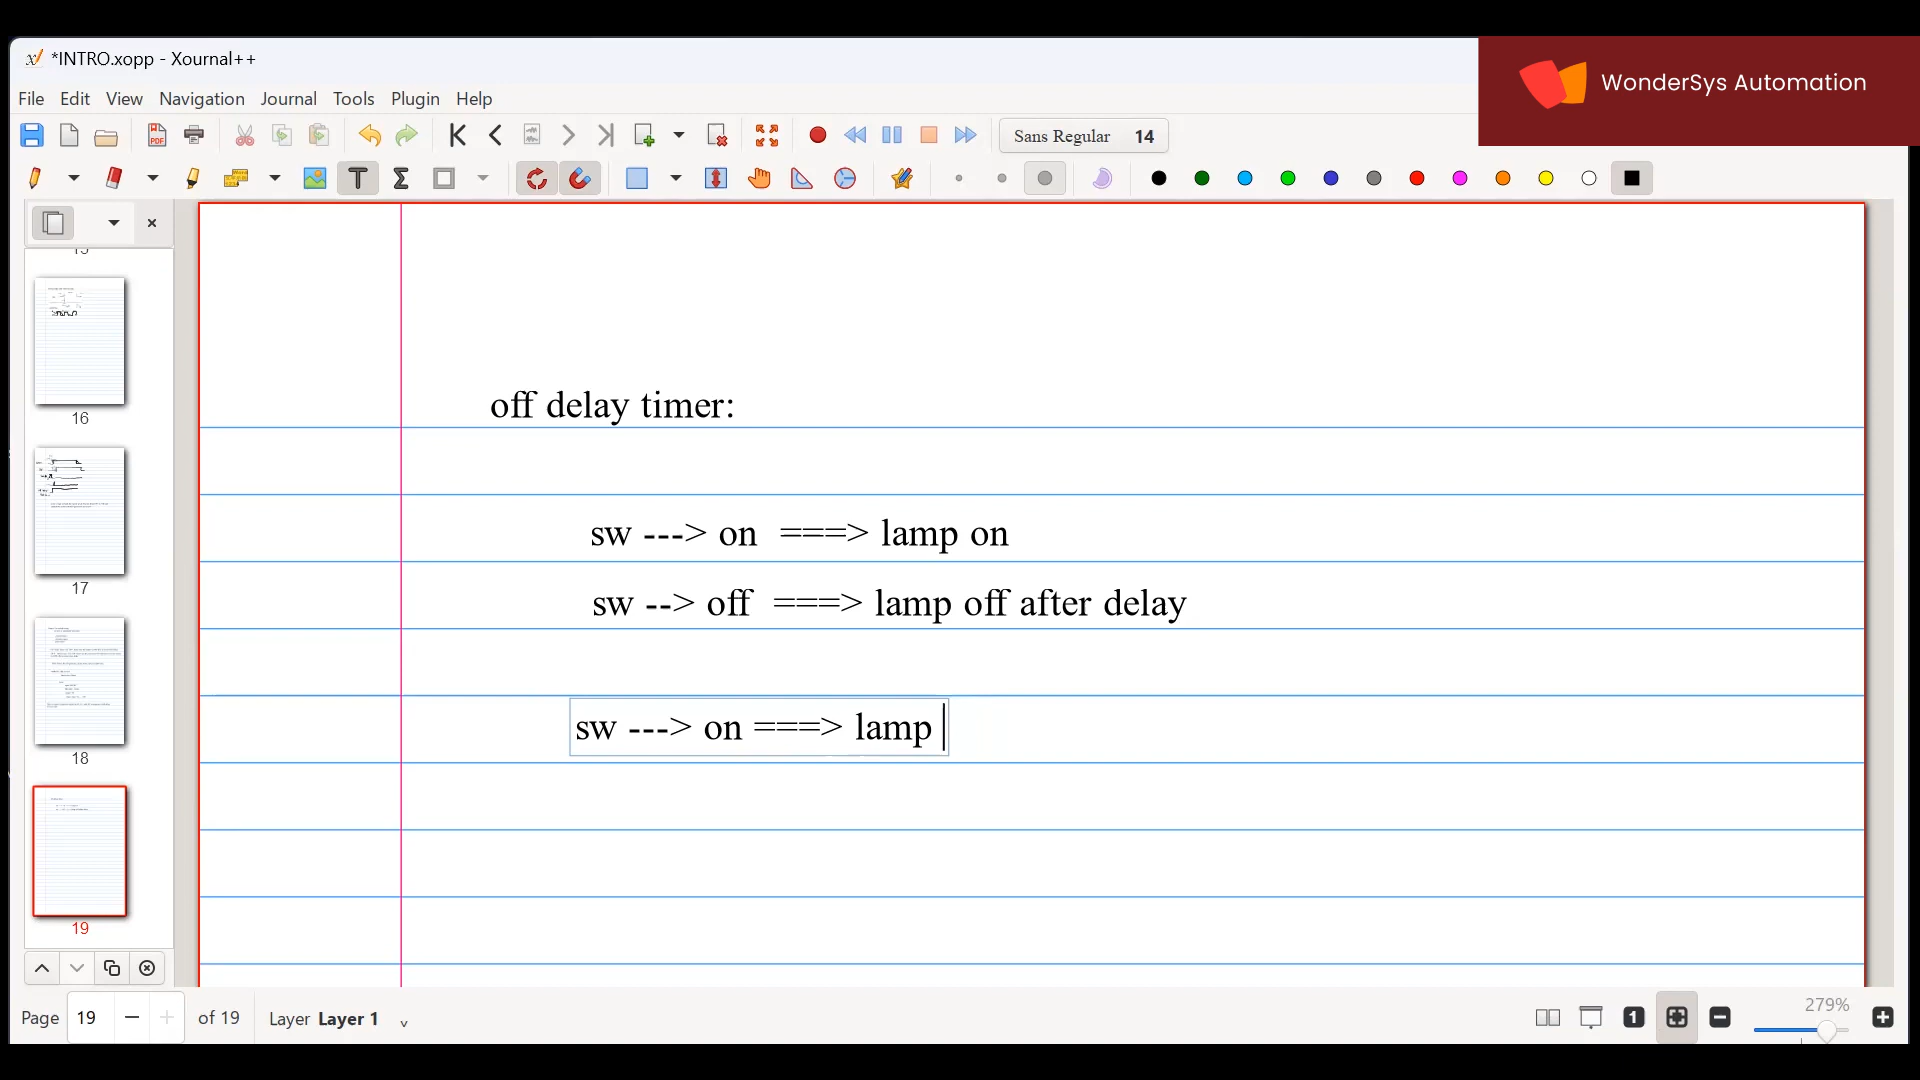 *INTRO.xopp - Xournal++
WonderSys Automation
File Edit View Navigation Journal Tools Plugin Help
Sans Regular 14
off delay timer:
sw ---> on ===> lamp on
sw --> off ===> lamp off after delay
sw ---> on ===> lamp
16
17
18
19
Page 19 of 19 Layer Layer 1
279%